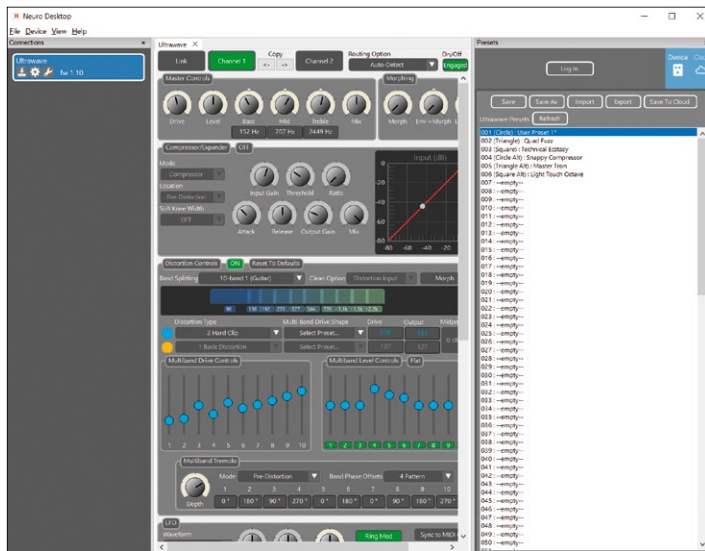 Neuro Desktop
File Device View Help
Connections
Ultrawave
fw 1.10
Ultrawave
Link Channel 1 Copy <- -> Channel 2 Routing Option Auto-Detect On/Off Engaged
Master Controls
Drive Level Bass Mid Treble Mix
152 Hz 707 Hz 2449 Hz
Morphing
Morph Env->Morph
Compressor/Expander OFF
Mode
Compressor
Location
Pre-Distortion
Soft Knee Width
OFF
Input Gain Threshold Ratio
Attack Release Output Gain Mix
Input (dB)
0
-20
-40
-60
-80
-80 -60 -40 -20
Distortion Controls ON Reset To Defaults
Band Splitting 10-band 1 (Guitar) Clean Option Distortion Input Morph
Distortion Type Multi-Band Drive Shape Drive Output
2 Hard Clip Select Preset...
1 Basic Distortion Select Preset... 127 127
Multiband Drive Controls
1 2 3 4 5 6 7 8 9 10
Multiband Level Controls Flat
1 2 3 4 5 6 7 8 9
Multiband Tremolo
Depth
Mode Pre-Distortion Band Phase Offsets 4 Pattern
1 2 3 4 5 6 7 8 9 10
0 ° 180 ° 90 ° 270 ° 0 ° 180 ° 90 ° 270 ° 0 ° 180 °
LFO
Waveform
Ring Mod Sync to MIDI
Presets
Log In
Device
Save Save As Import Export Save To Cloud
Ultrawave Presets Refresh
001 (Circle) : User Preset 1*
002 (Triangle) : Quad Fuzz
003 (Square) : Technical Ecstasy
004 (Circle Alt) : Snappy Compressor
005 (Triangle Alt) : Master Tron
006 (Square Alt) : Light Touch Octave
007 : --empty--
008 : --empty--
009 : --empty--
010 : --empty--
011 : --empty--
012 : --empty--
013 : --empty--
014 : --empty--
015 : --empty--
016 : --empty--
017 : --empty--
018 : --empty--
019 : --empty--
020 : --empty--
021 : --empty--
022 : --empty--
023 : --empty--
024 : --empty--
025 : --empty--
026 : --empty--
027 : --empty--
028 : --empty--
029 : --empty--
030 : --empty--
031 : --empty--
032 : --empty--
033 : --empty--
034 : --empty--
035 : --empty--
036 : --empty--
037 : --empty--
038 : --empty--
039 : --empty--
040 : --empty--
041 : --empty--
042 : --empty--
043 : --empty--
044 : --empty--
045 : --empty--
046 : --empty--
047 : --empty--
048 : --empty--
049 : --empty--
050 : --empty--